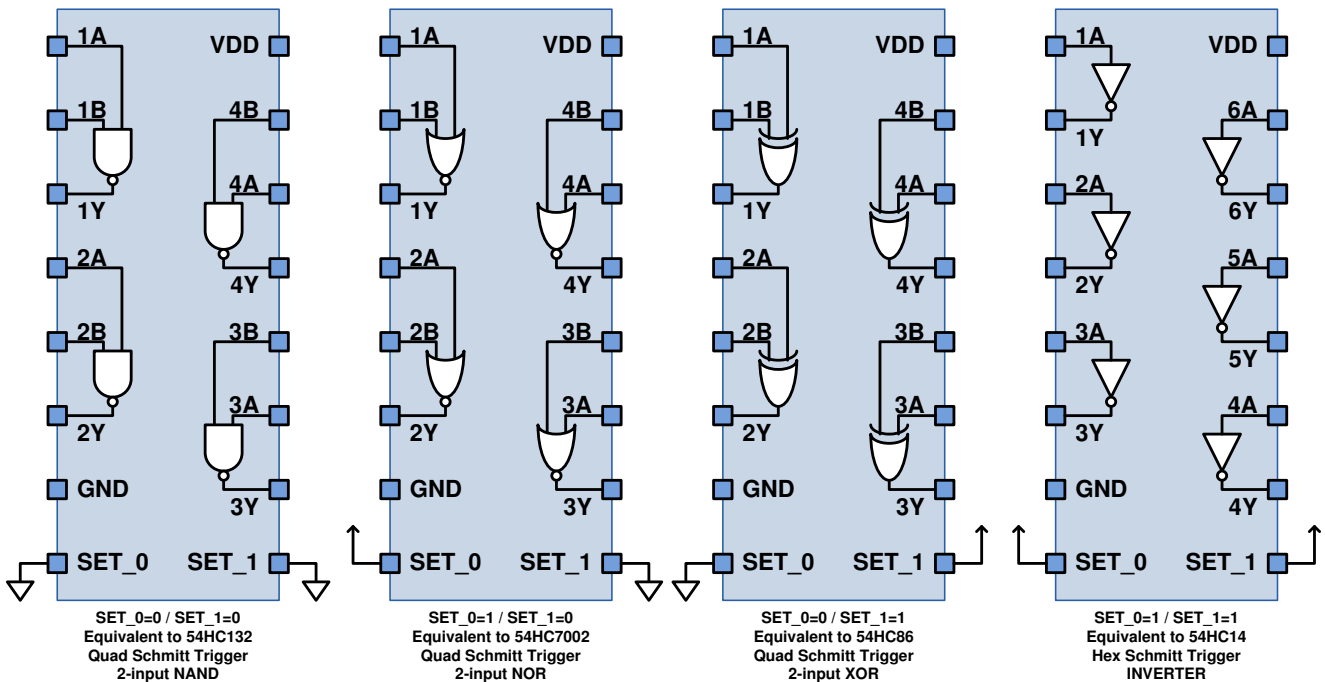 1A
VDD
1B
4B
4A
1Y
2A
4Y
2B
3B
3A
2Y
GND
3Y
SET_0
SET_1
SET_0=0 / SET_1=0
Equivalent to 54HC132
Quad Schmitt Trigger
2-input NAND
1A
VDD
1B
4B
4A
1Y
2A
4Y
2B
3B
3A
2Y
GND
3Y
SET_0
SET_1
SET_0=1 / SET_1=0
Equivalent to 54HC7002
Quad Schmitt Trigger
2-input NOR
1A
VDD
1B
4B
4A
1Y
2A
4Y
2B
3B
3A
2Y
GND
3Y
SET_0
SET_1
SET_0=0 / SET_1=1
Equivalent to 54HC86
Quad Schmitt Trigger
2-input XOR
1A
VDD
6A
1Y
2A
6Y
5A
2Y
3A
5Y
4A
3Y
GND
4Y
SET_0
SET_1
SET_0=1 / SET_1=1
Equivalent to 54HC14
Hex Schmitt Trigger
INVERTER